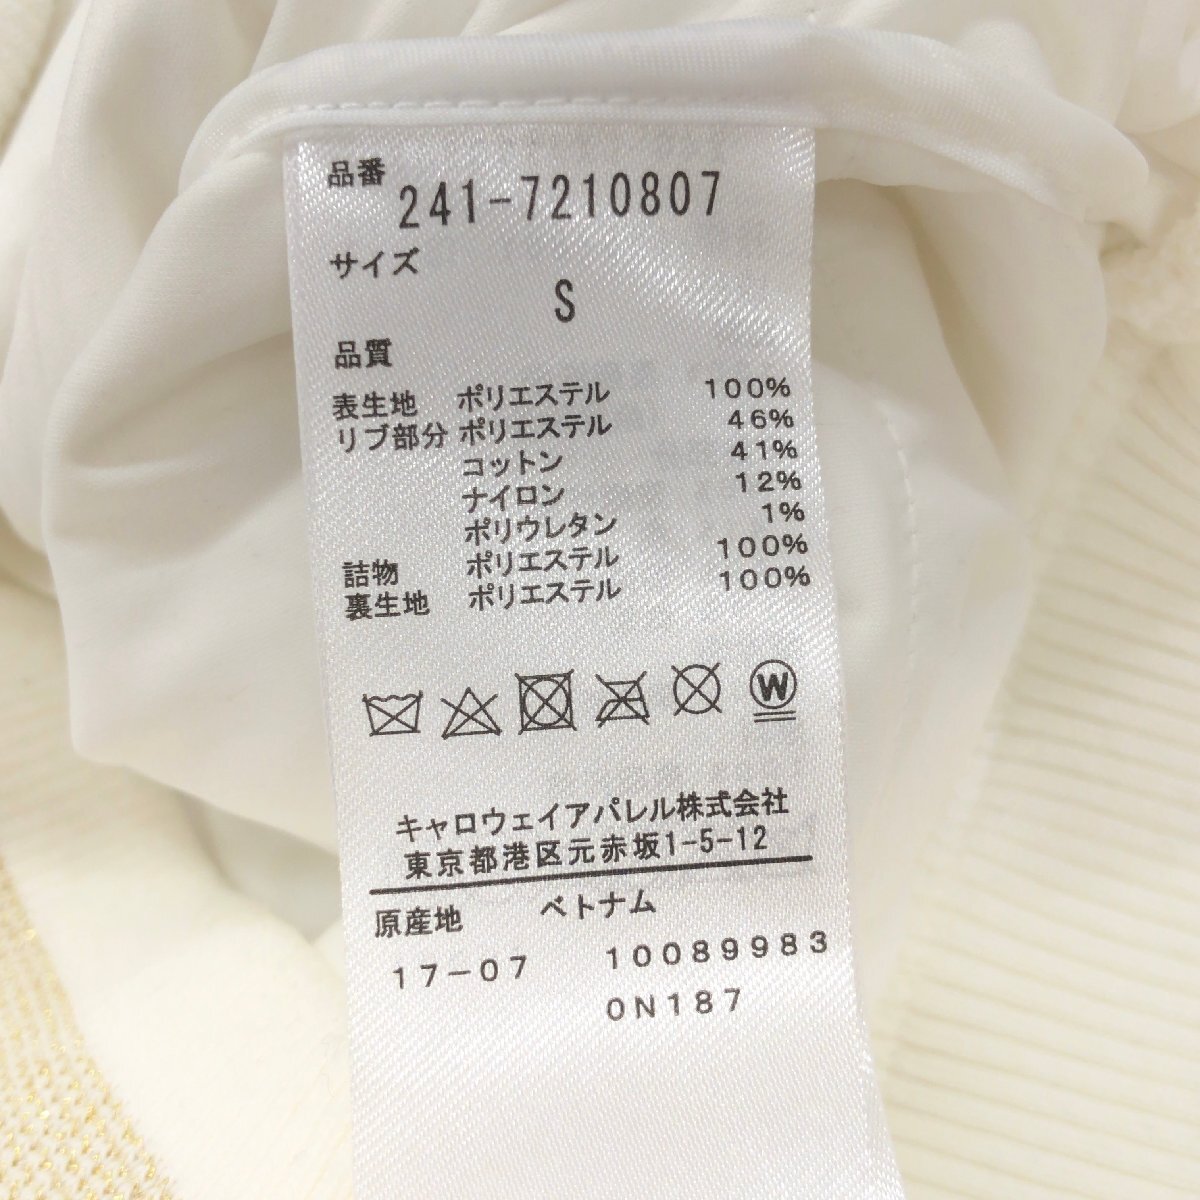 品番
241-7210807
サイズ
S
品質
表生地 ポリエステル 100%
リブ部分 ポリエステル 46%
コットン 41%
ナイロン 12%
ポリウレタン 1%
詰物 ポリエステル 100%
裏生地 ポリエステル 100%
W
キャロウェイアパレル株式会社
東京都港区元赤坂1-5-12
原産地 ベトナム
17-07 10089983
0N187